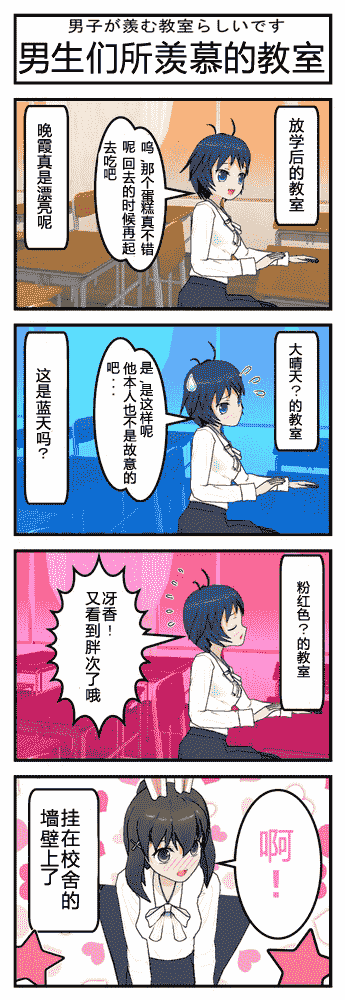 男子が羨む教室らしいです
男生们所羡慕的教室
放学后的教室
呜,那个蛋糕真不错
呢 回去的时候再一起
去吃吧
晚霞真是漂亮呢
大晴天？的教室
是,是这样呢
他本人也不是故意的
吧...
这是蓝天吗？
粉红色？的教室
冴香！
又看到胖次了哦
啊！
挂在校舍的
墙壁上了